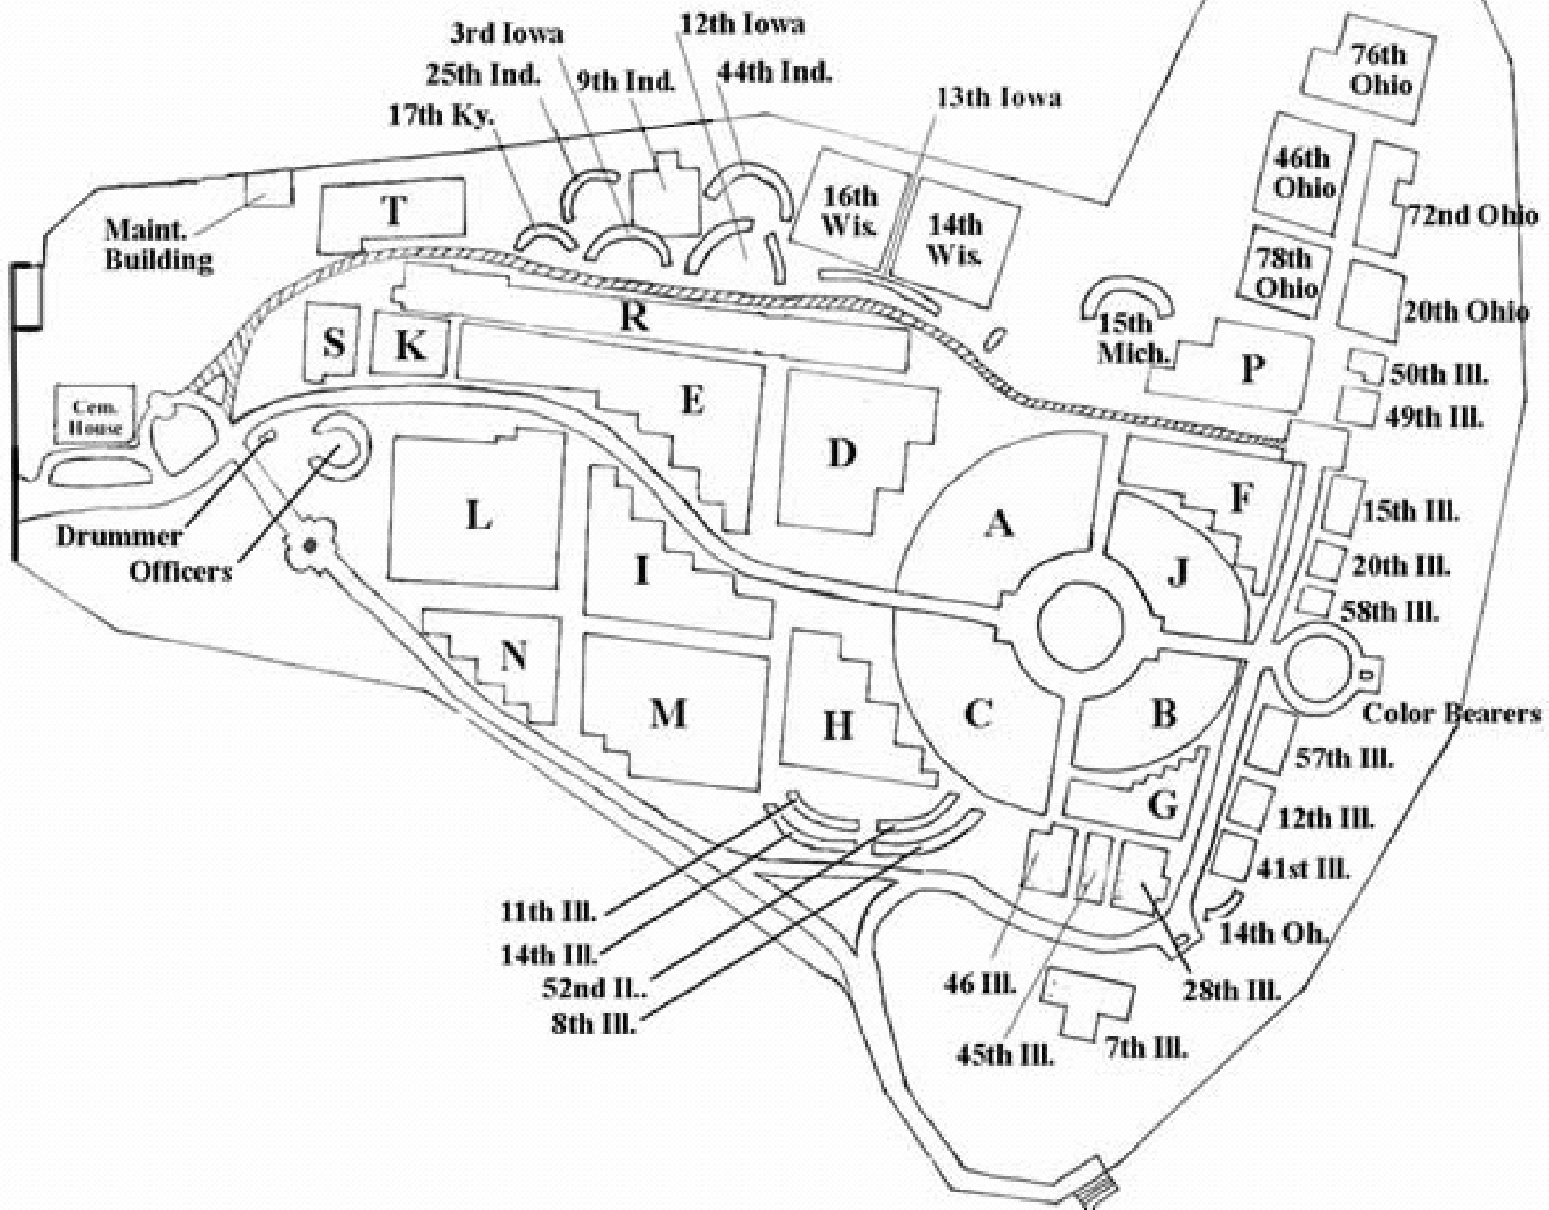 3rd Iowa
12th Iowa
25th Ind.
9th Ind.
44th Ind.
17th Ky.
13th Iowa
76th
Ohio
46th
Ohio
72nd Ohio
78th
Ohio
20th Ohio
16th
Wis.
14th
Wis.
15th
Mich.
Maint.
Building
T
R
S
K
E
D
P
50th Ill.
49th Ill.
Cem.
House
Drummer
Officers
L
I
A
F
J
15th Ill.
20th Ill.
58th Ill.
N
M
H
C
B
G
Color Bearers
57th Ill.
12th Ill.
41st Ill.
14th Oh.
11th Ill.
14th Ill.
52nd Il..
8th Ill.
46 Ill.
45th Ill.
28th Ill.
7th Ill.